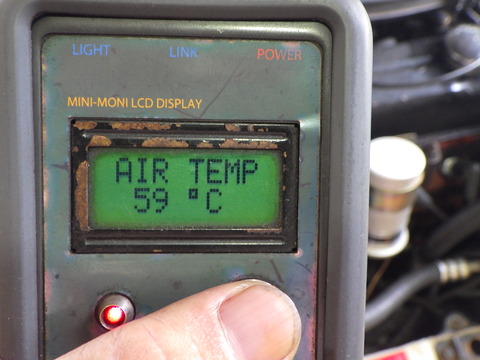 LIGHT LINK POWER
MINI-MONI LCD DISPLAY
AIR TEMP
59 °C